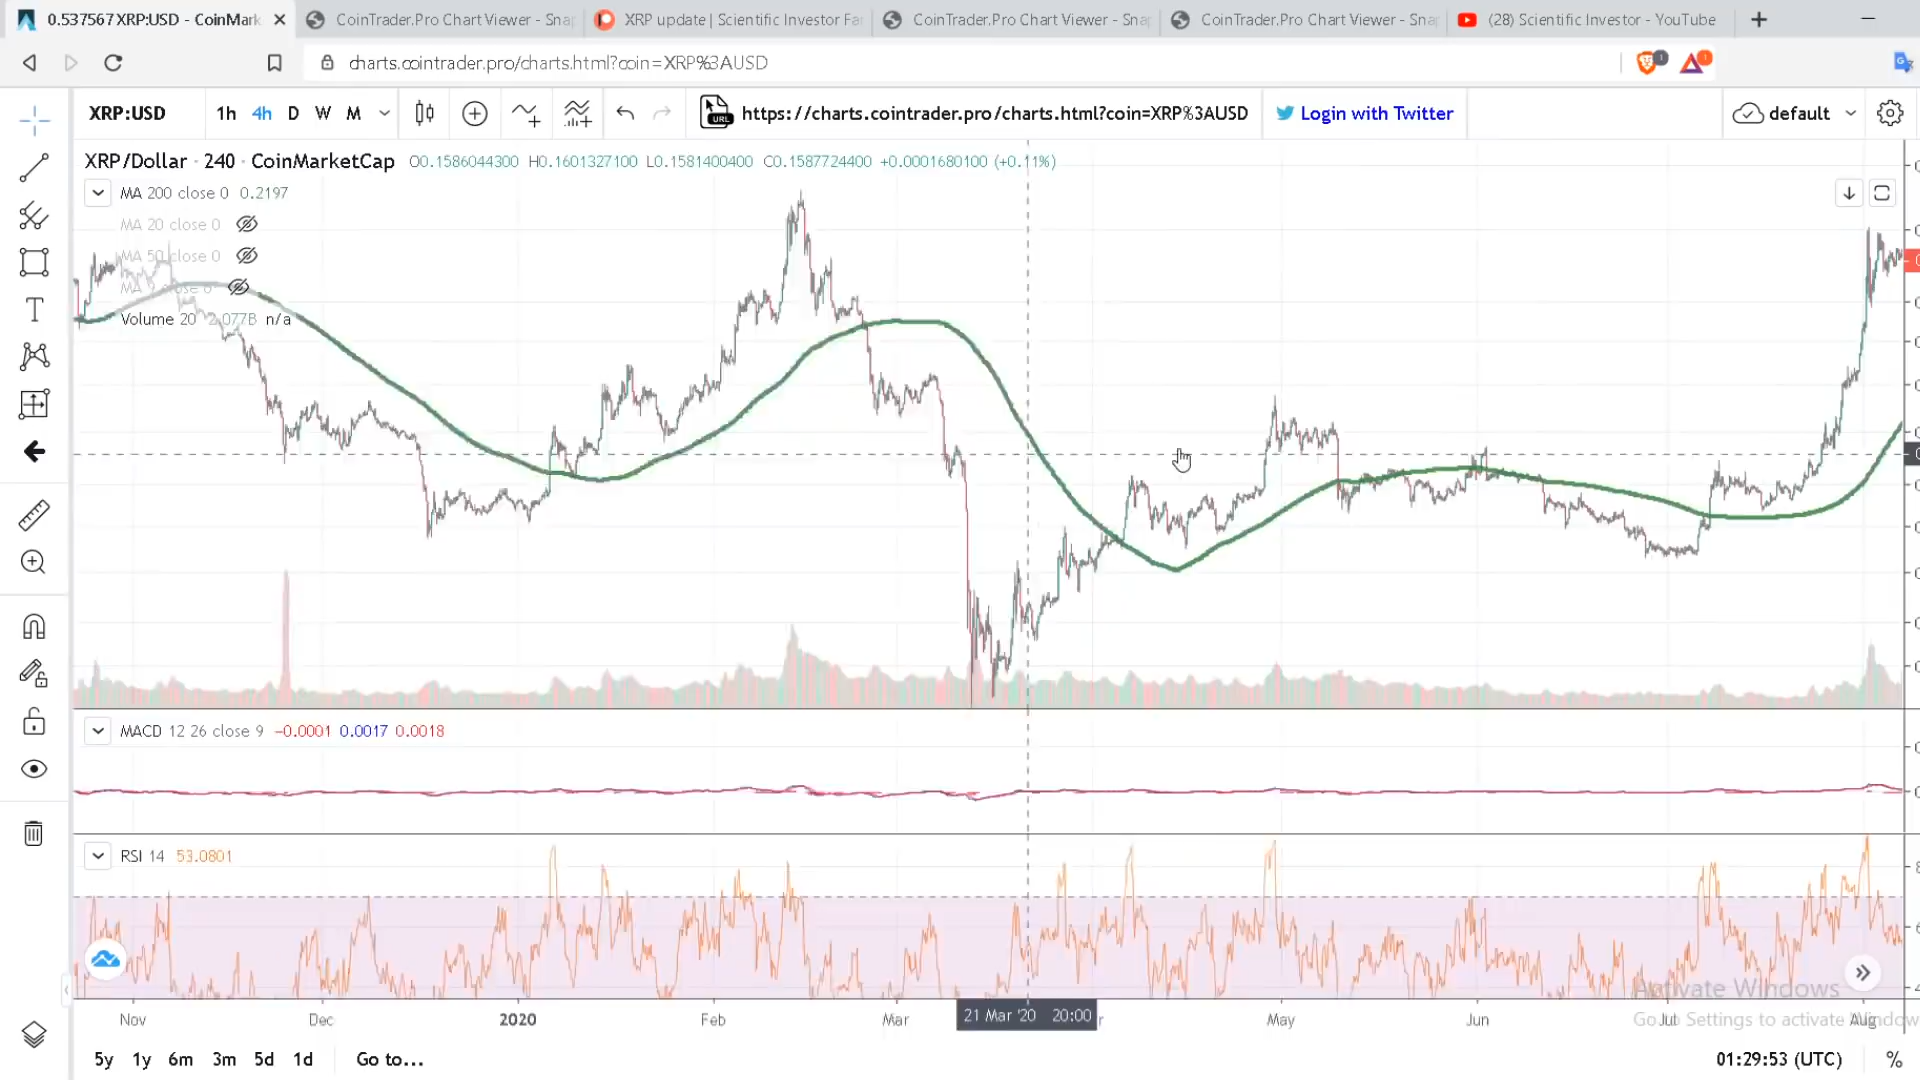 0.537567 XRP:USD - CoinMark
CoinTrader.Pro Chart Viewer - Snap
XRP update | Scientific Investor Fa
CoinTrader.Pro Chart Viewer - Sna
CoinTrader.Pro Chart Viewer - Sna
(28) Scientific Investor - YouTube
charts.cointrader.pro/charts.html?coin=XRP%3AUSD
XRP:USD 1h 4h D W M https://charts.cointrader.pro/charts.html?coin=XRP%3AUSD Login with Twitter default
XRP/Dollar · 240 · CoinMarketCap O0.1586044300 H0.1601327100 L0.1581400400 C0.1587724400 +0.0001680100 (+0.11%)
MA 200 close 0 0.2197
MA 20 close 0
MA 50 close 0
Volume 20 2.077B n/a
MACD 12 26 close 9 −0.0001 0.0017 0.0018
RSI 14 53.0801
Activate Windows
Go to Settings to activate Windows
Nov Dec 2020 Feb Mar 21 Mar '20 20:00 May Jun Jul Aug
5y 1y 6m 3m 5d 1d Go to... 01:29:53 (UTC) %